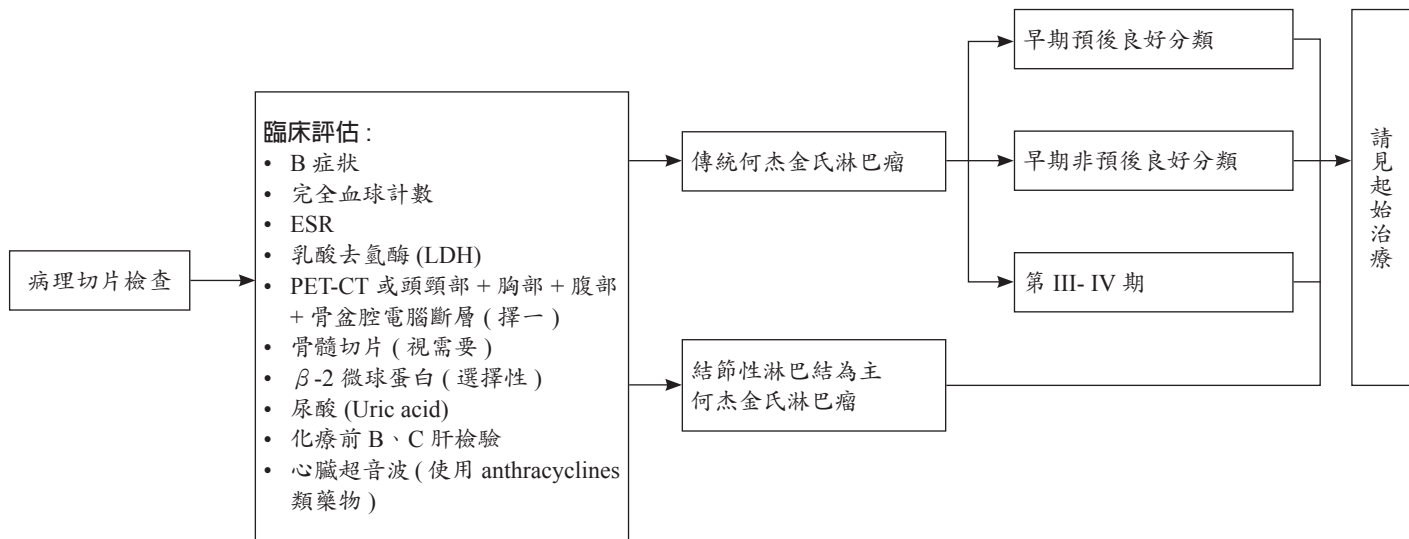 病理切片檢查
臨床評估 :
• B 症狀
• 完全血球計數
• ESR
• 乳酸去氫酶 (LDH)
• PET-CT 或頭頸部 + 胸部 + 腹部
+ 骨盆腔電腦斷層 ( 擇一 )
• 骨髓切片 ( 視需要 )
• β-2 微球蛋白 ( 選擇性 )
• 尿酸 (Uric acid)
• 化療前 B、C 肝檢驗
• 心臟超音波 ( 使用 anthracyclines
類藥物 )
傳統何杰金氏淋巴瘤
結節性淋巴結為主
何杰金氏淋巴瘤
早期預後良好分類
早期非預後良好分類
第 III- IV 期
請見起始治療